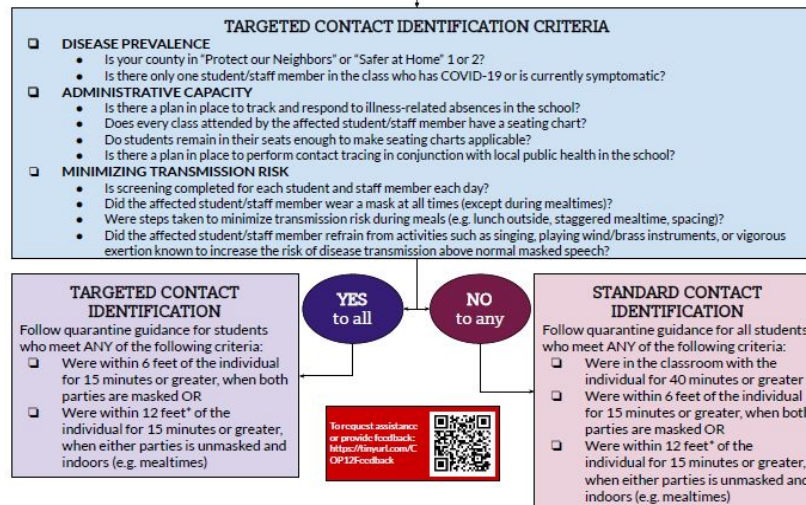 TARGETED CONTACT IDENTIFICATION CRITERIA
❑ DISEASE PREVALENCE
• Is your county in “Protect our Neighbors” or “Safer at Home” 1 or 2?
• Is there only one student/staff member in the class who has COVID-19 or is currently symptomatic?
❑ ADMINISTRATIVE CAPACITY
• Is there a plan in place to track and respond to illness-related absences in the school?
• Does every class attended by the affected student/staff member have a seating chart?
• Do students remain in their seats enough to make seating charts applicable?
• Is there a plan in place to perform contact tracing in conjunction with local public health in the school?
❑ MINIMIZING TRANSMISSION RISK
• Is screening completed for each student and staff member each day?
• Did the affected student/staff member wear a mask at all times (except during mealtimes)?
• Were steps taken to minimize transmission risk during meals (e.g. lunch outside, staggered mealtime, spacing)?
• Did the affected student/staff member refrain from activities such as singing, playing wind/brass instruments, or vigorous
exertion known to increase the risk of disease transmission above normal masked speech?
TARGETED CONTACT
IDENTIFICATION
Follow quarantine guidance for students
who meet ANY of the following criteria:
❑ Were within 6 feet of the individual
for 15 minutes or greater, when both
parties are masked OR
❑ Were within 12 feet* of the
individual for 15 minutes or greater,
when either parties is unmasked and
indoors (e.g. mealtimes)
YES
to all
NO
to any
To request assistance
or provide feedback:
https://tinyurl.com/C
OP12Feedback
STANDARD CONTACT
IDENTIFICATION
Follow quarantine guidance for all students
who meet ANY of the following criteria:
❑ Were in the classroom with the
individual for 40 minutes or greater
❑ Were within 6 feet of the individual
for 15 minutes or greater, when both
parties are masked OR
❑ Were within 12 feet* of the
individual for 15 minutes or greater,
when either parties is unmasked and
indoors (e.g. mealtimes)